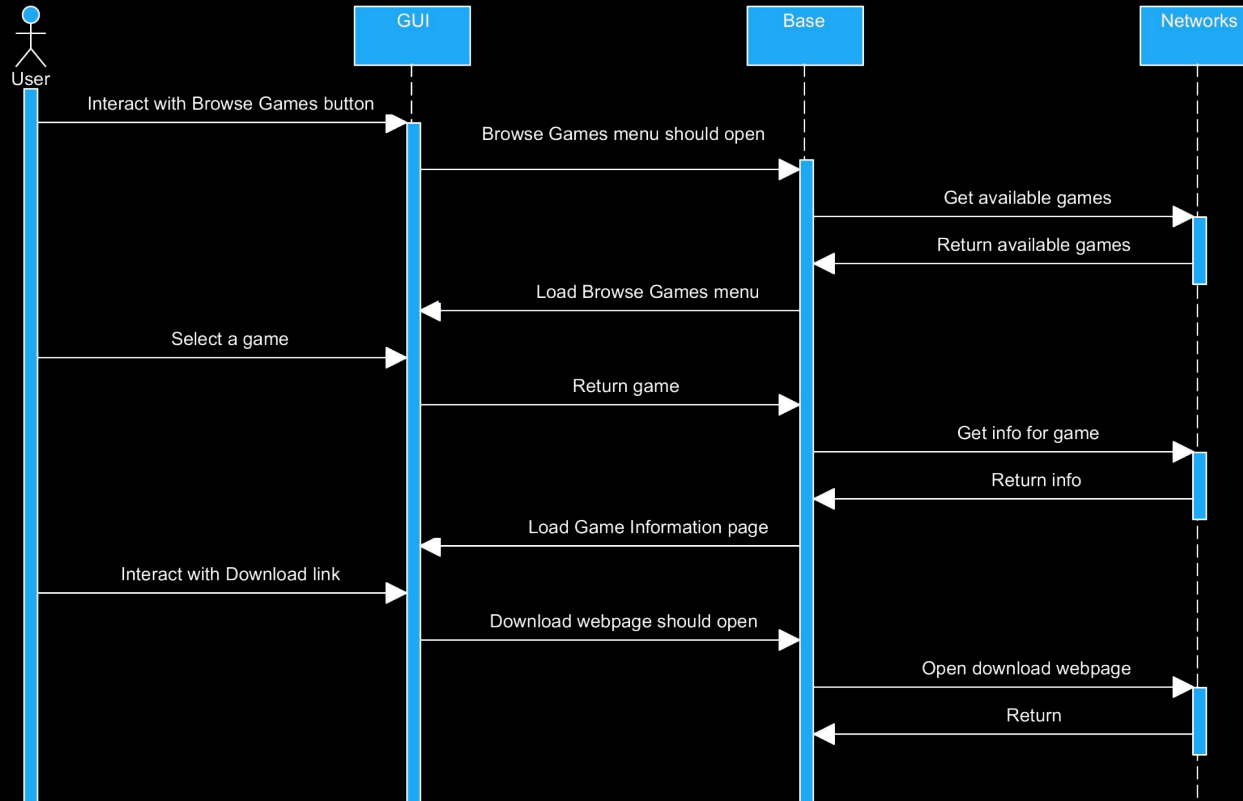 GUI
Base
Networks
User
Interact with Browse Games button
Browse Games menu should open
Get available games
Return available games
Load Browse Games menu
Select a game
Return game
Get info for game
Return info
Load Game Information page
Interact with Download link
Download webpage should open
Open download webpage
Return